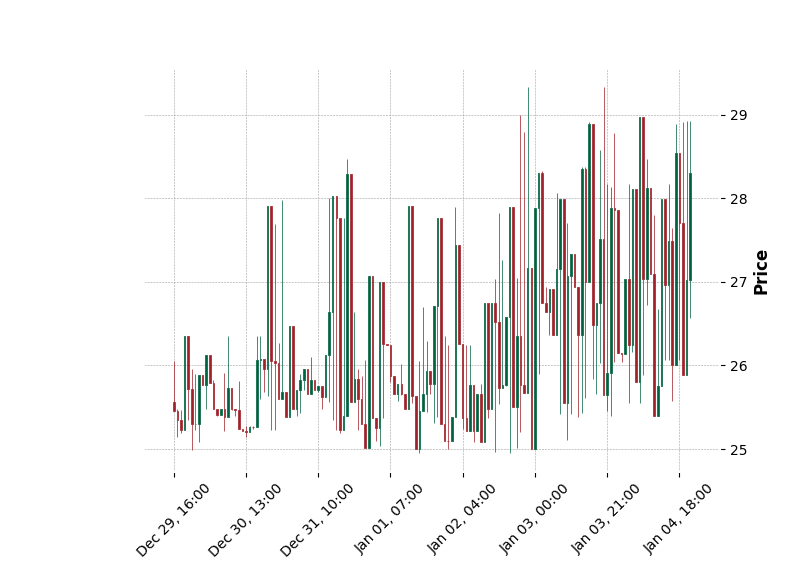 29
28
27
26
25
Price
Dec 29, 16:00
Dec 30, 13:00
Dec 31, 10:00
Jan 01, 07:00
Jan 02, 04:00
Jan 03, 00:00
Jan 03, 21:00
Jan 04, 18:00